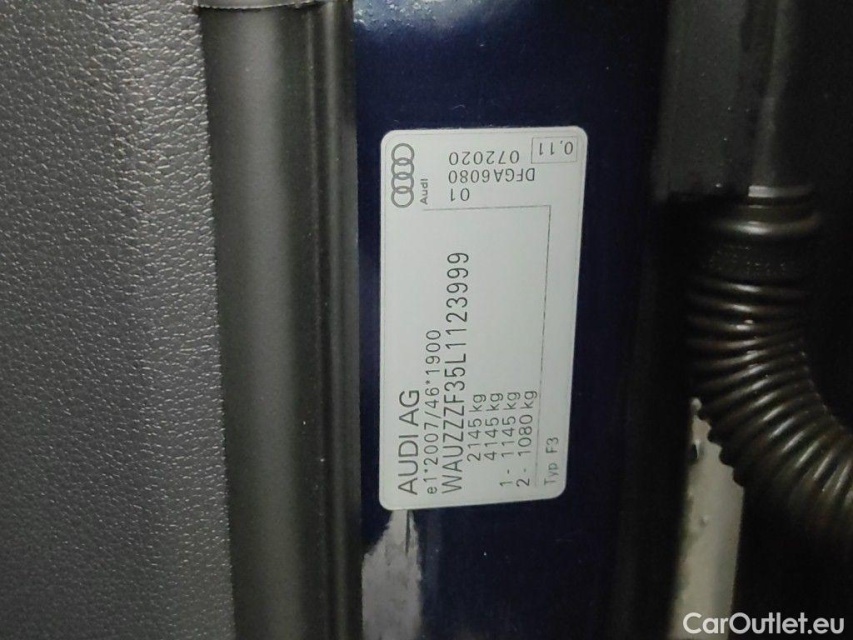 AUDI AG
e1*2007/46*1900
WAUZZZF35L1123999
2145 kg
4145 kg
1 - 1145 kg
2 - 1080 kg
Typ F3
Audi
01
DFGA6080
072020
0.11
CarOutlet.eu